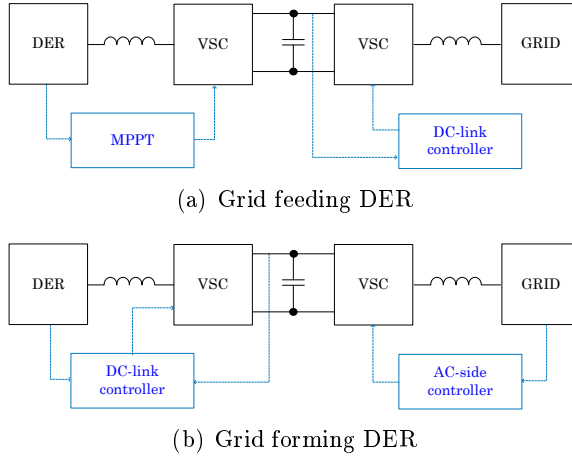 DER
VSC
VSC
GRID
MPPT
DC-link
controller
(a) Grid feeding DER
DER
VSC
VSC
GRID
DC-link
controller
AC-side
controller
(b) Grid forming DER